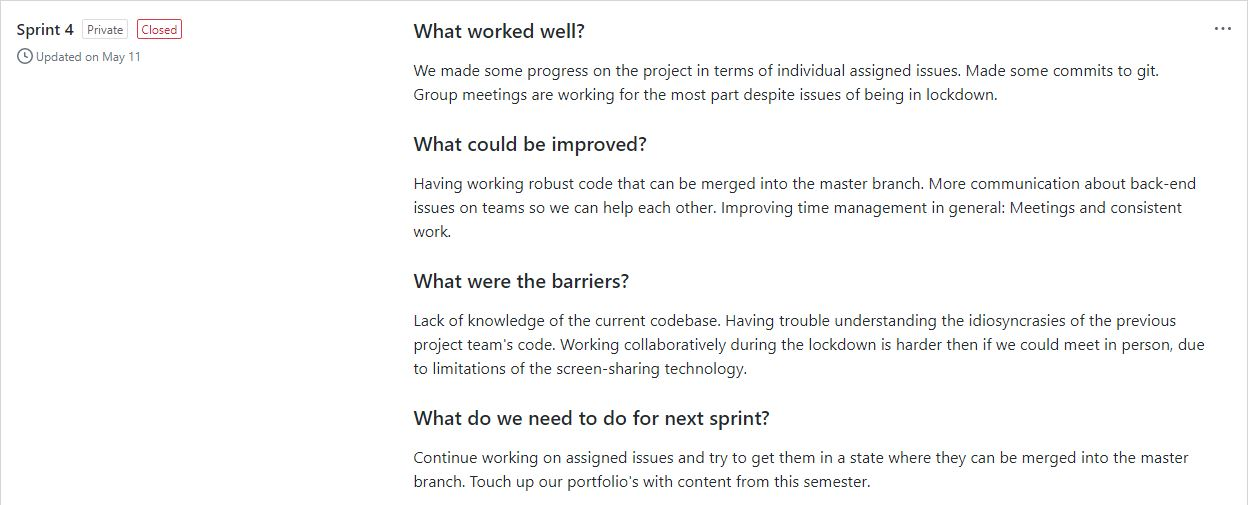 Sprint 4 Private Closed
Updated on May 11
What worked well?
We made some progress on the project in terms of individual assigned issues. Made some commits to git.
Group meetings are working for the most part despite issues of being in lockdown.
What could be improved?
Having working robust code that can be merged into the master branch. More communication about back-end
issues on teams so we can help each other. Improving time management in general: Meetings and consistent
work.
What were the barriers?
Lack of knowledge of the current codebase. Having trouble understanding the idiosyncrasies of the previous
project team's code. Working collaboratively during the lockdown is harder then if we could meet in person, due
to limitations of the screen-sharing technology.
What do we need to do for next sprint?
Continue working on assigned issues and try to get them in a state where they can be merged into the master
branch. Touch up our portfolio's with content from this semester.